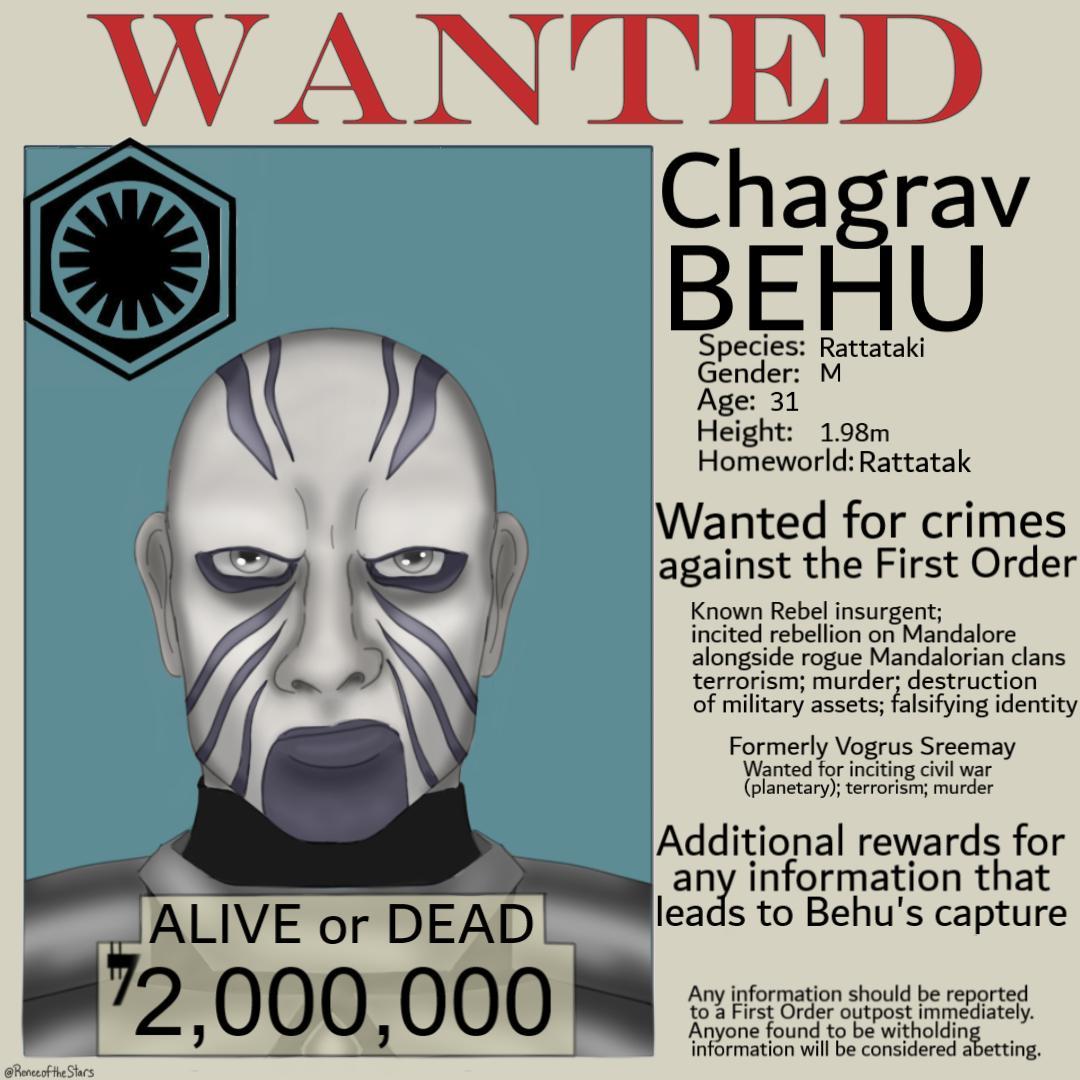 WANTED
Chagrav
BEHU
Species: Rattataki
Gender: M
Age: 31
Height: 1.98m
Homeworld: Rattatak
Wanted for crimes
against the First Order
Known Rebel insurgent;
incited rebellion on Mandalore
alongside rogue Mandalorian clans
terrorism; murder; destruction
of military assets; falsifying identity
Formerly Vogrus Sreemay
Wanted for inciting civil war
(planetary); terrorism; murder
Additional rewards for
any information that
leads to Behu's capture
ALIVE or DEAD
2,000,000
Any information should be reported
to a First Order outpost immediately.
Anyone found to be witholding
information will be considered abetting.
@ReneeoftheStars